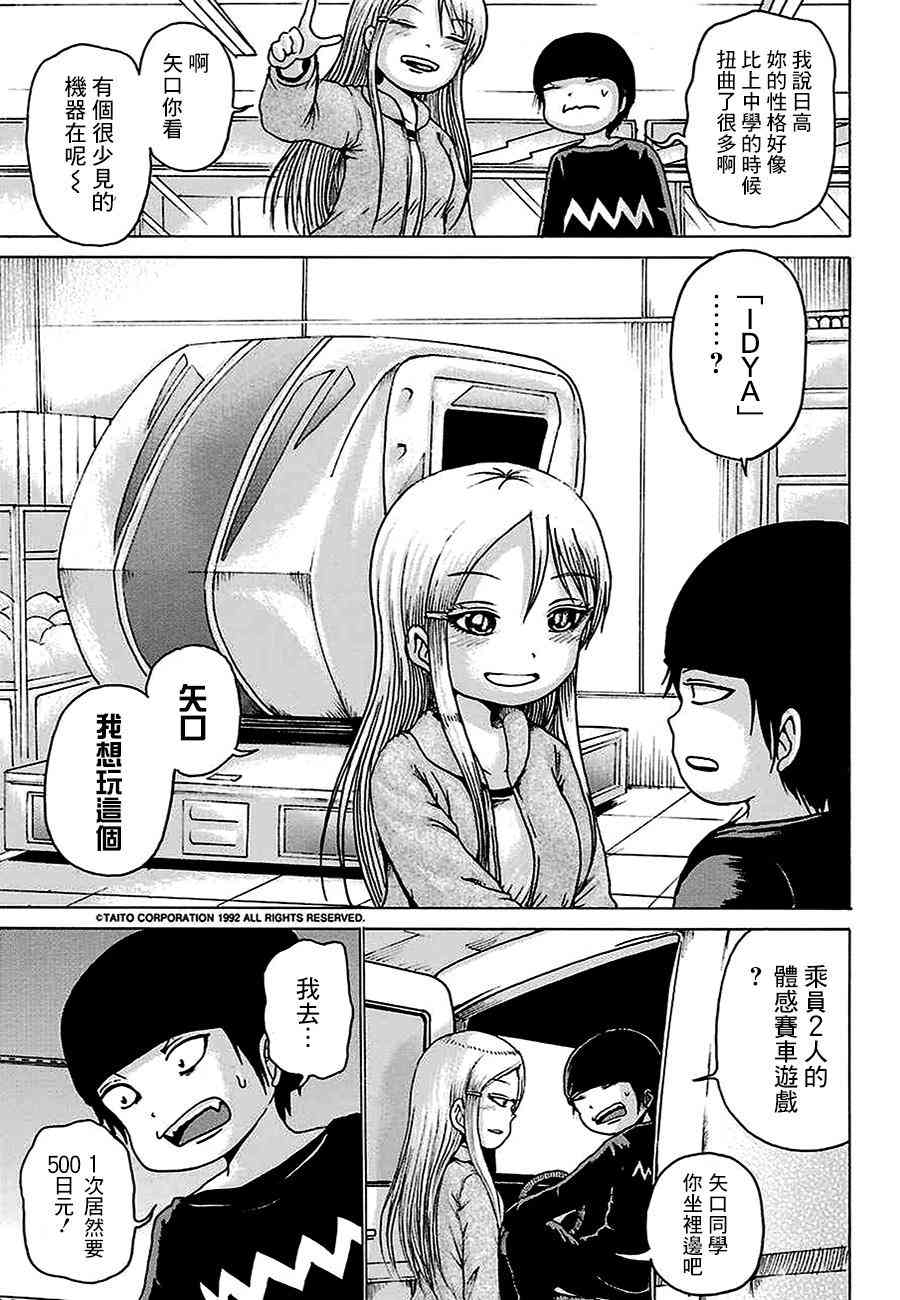 我說日高
妳的性格好像
比上中學的時候
扭曲了很多啊
啊
矢口你看
有個很少見的
機器在呢～
「IDYA」
……?
矢口
我想玩這個
©TAITO CORPORATION 1992 ALL RIGHTS RESERVED.
乘員2人的
體感賽車遊戲
?
矢口同學
你坐裡邊吧
我去…
1次居然要
500日元!